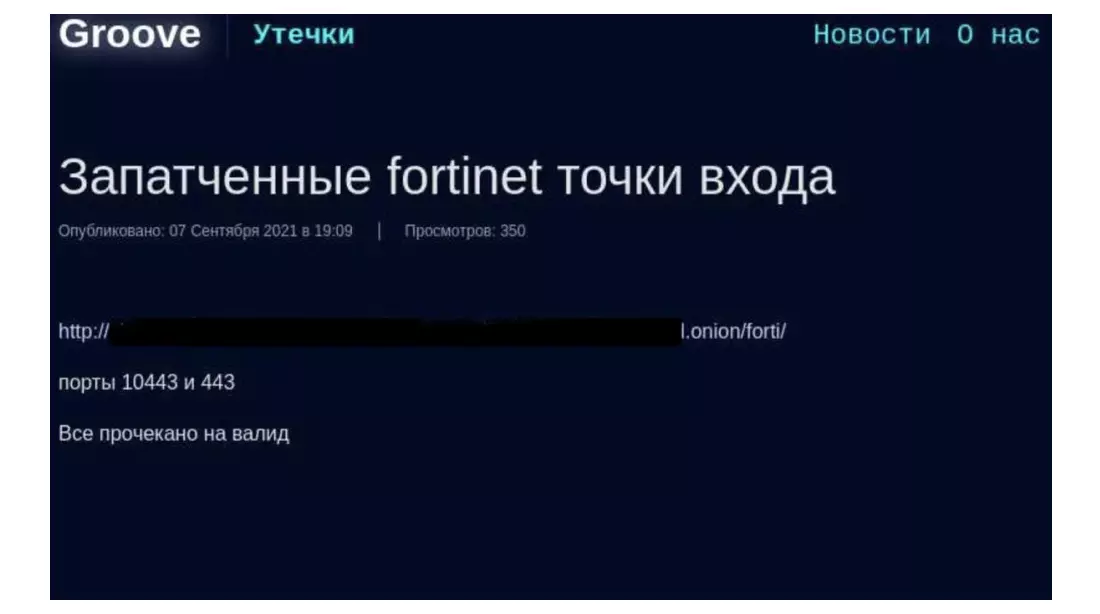 Groove Утечки Новости О нас
Запатченные fortinet точки входа
Опубликовано: 07 Сентября 2021 в 19:09 | Просмотров: 350
http:// l.onion/forti/
порты 10443 и 443
Все прочекано на валид